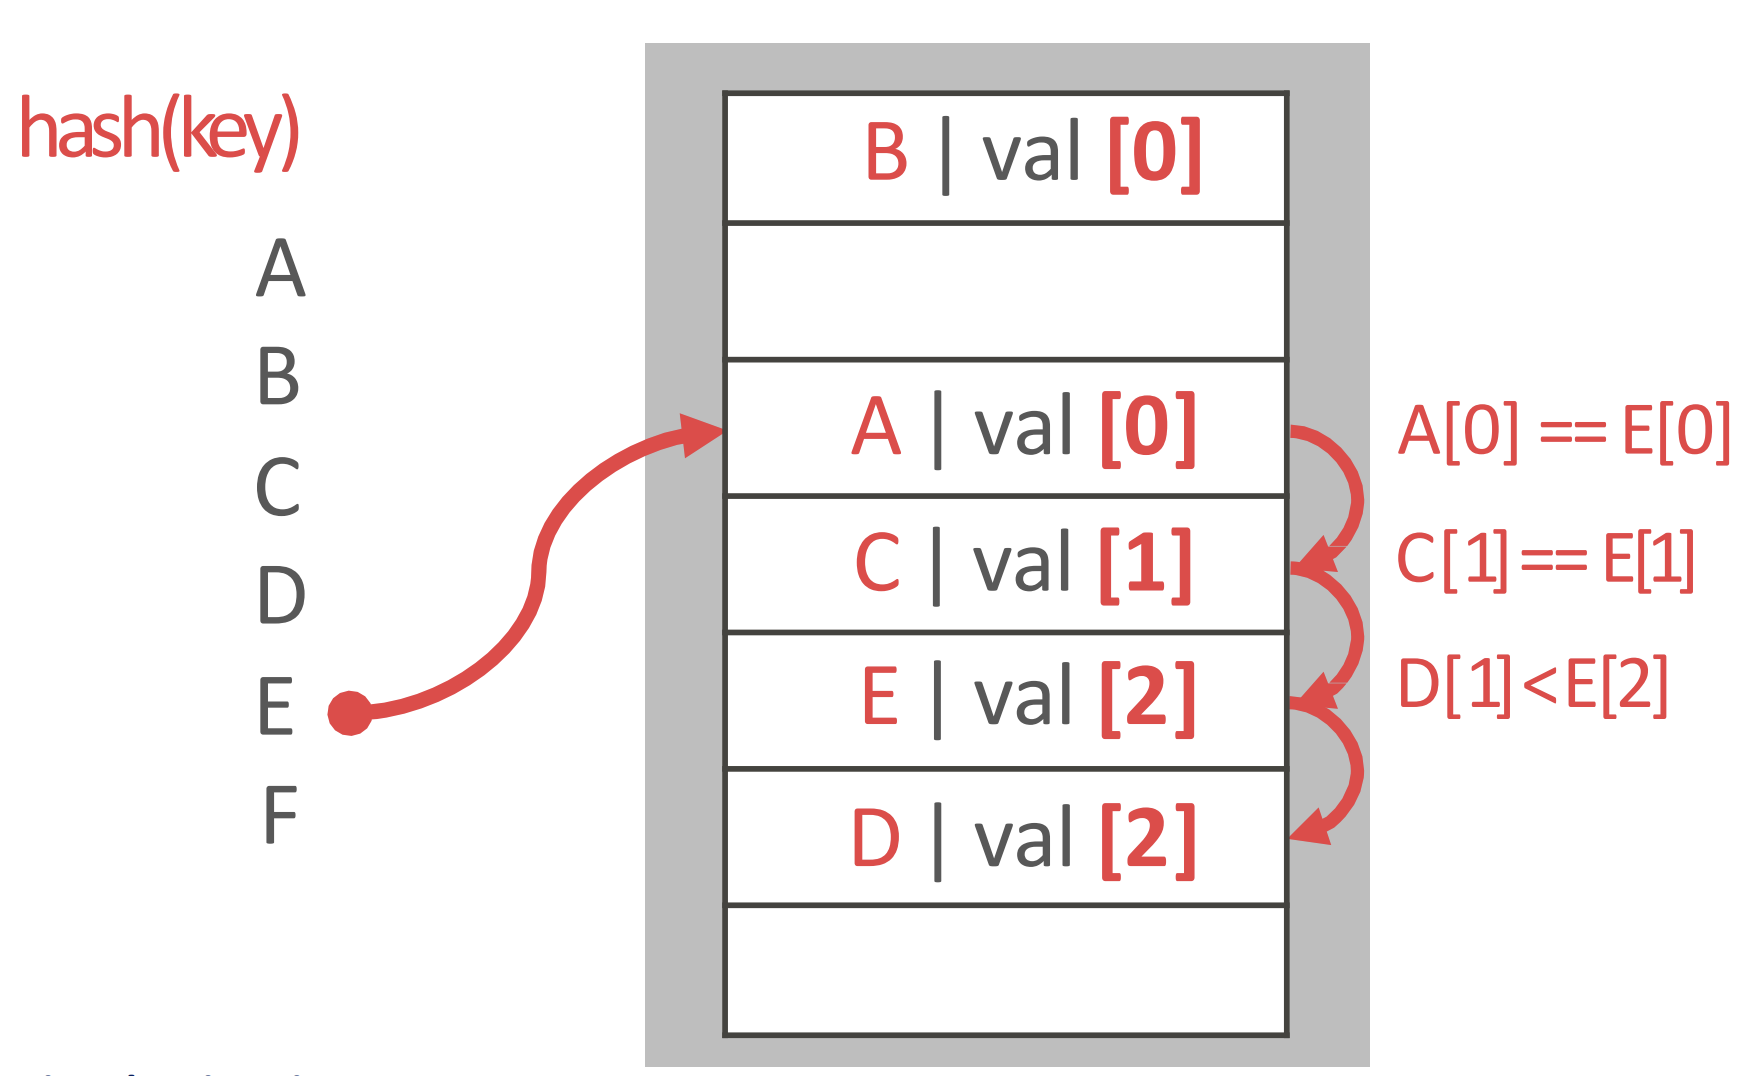 hash(key)
A
B
C
D
E
F
B | val [0]
A | val [0]
C | val [1]
E | val [2]
D | val [2]
A[0] == E[0]
C[1]== E[1]
D[1]<E[2]